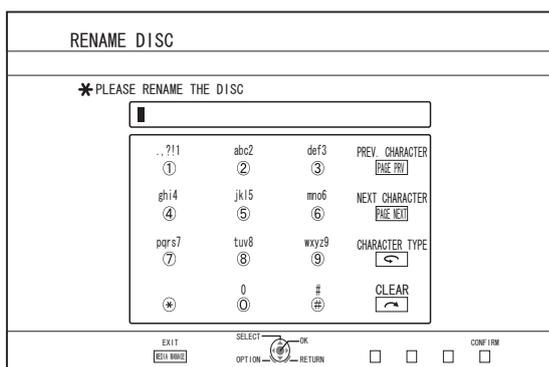 RENAME DISC
✱PLEASE RENAME THE DISC
.,?!1 abc2 def3 PREV. CHARACTER
① ② ③ PAGE PRV
ghi4 jkl5 mno6 NEXT CHARACTER
④ ⑤ ⑥ PAGE NEXT
pqrs7 tuv8 wxyz9 CHARACTER TYPE
⑦ ⑧ ⑨
0 # CLEAR
✱ ⓪ #
EXIT SELECT OK CONFIRM
MEDIA MANAGE OPTION RETURN